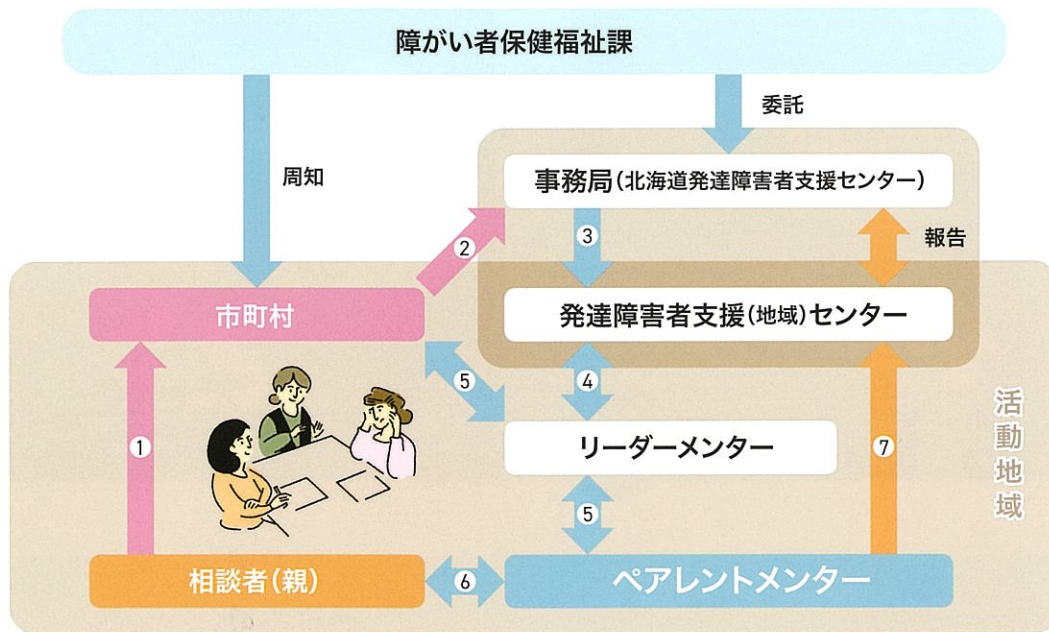 障がい者保健福祉課
委託
周知
事務局(北海道発達障害者支援センター)
②
③
報告
市町村
発達障害者支援(地域)センター
⑤
④
①
リーダーメンター
⑦
活動地域
⑤
相談者(親)
⑥
ペアレントメンター